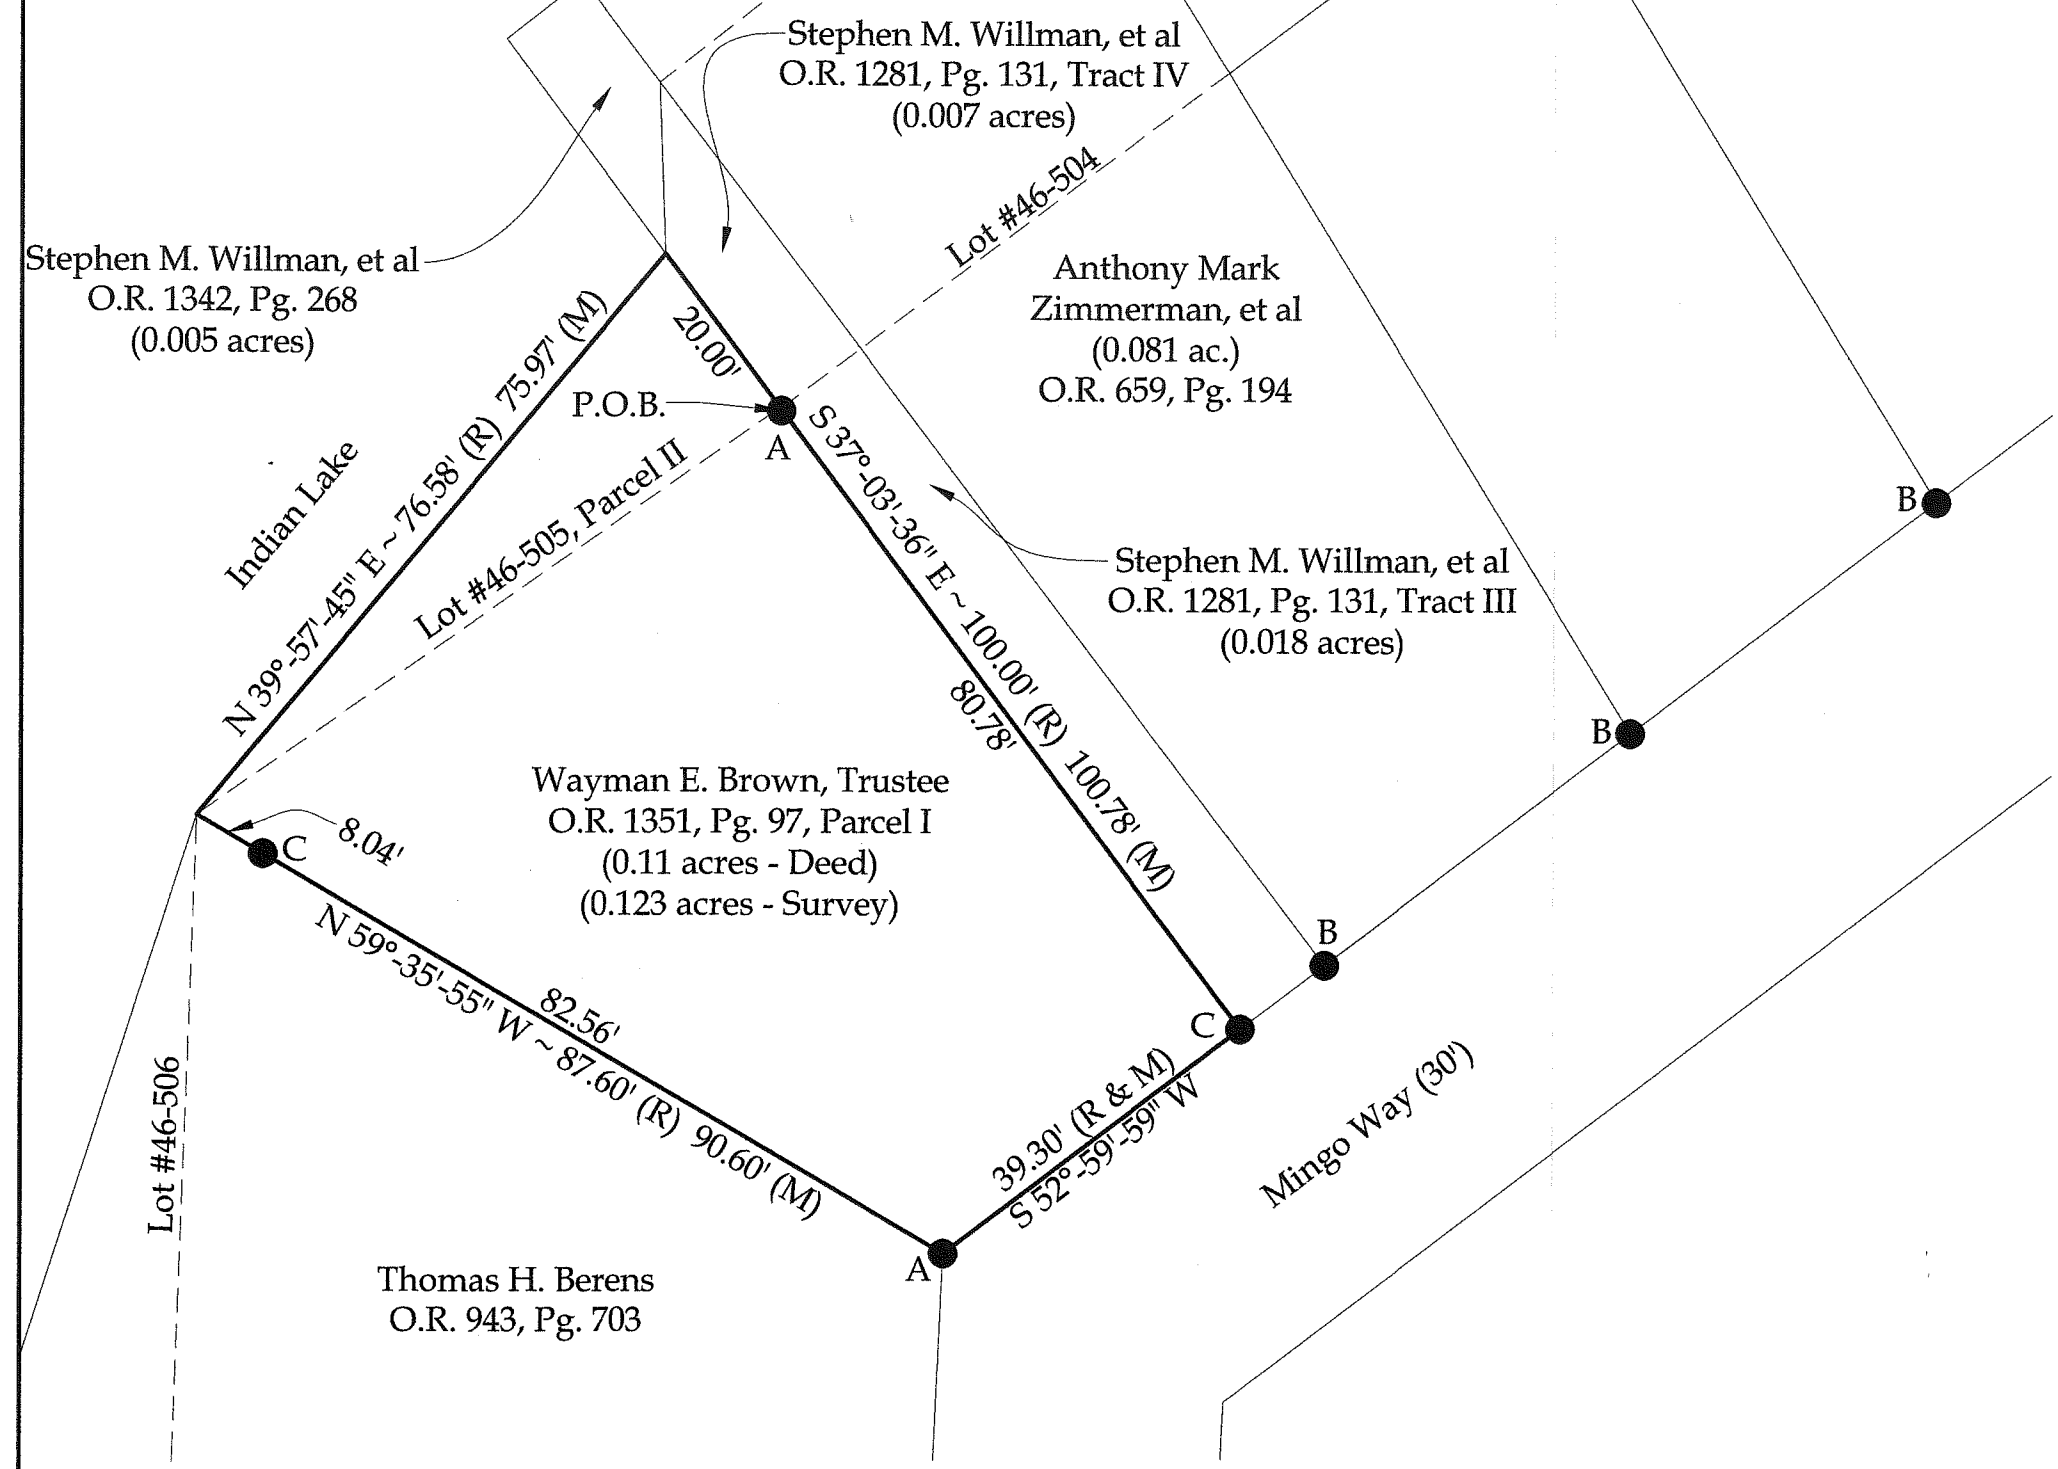 Stephen M. Willman, et al
O.R. 1281, Pg. 131, Tract IV
(0.007 acres)
Lot #46-504
Stephen M. Willman, et al
O.R. 1342, Pg. 268
(0.005 acres)
Anthony Mark
Zimmerman, et al
(0.081 ac.)
O.R. 659, Pg. 194
20.00'
P.O.B.
A
N 39°-57'-45" E ~ 76.58' (R) 75.97' (M)
Indian Lake
Lot #46-505, Parcel II
S 37°-03'-36" E ~ 100.00' (R) 100.78' (M)
80.78'
B
Stephen M. Willman, et al
O.R. 1281, Pg. 131, Tract III
(0.018 acres)
B
Wayman E. Brown, Trustee
O.R. 1351, Pg. 97, Parcel I
(0.11 acres - Deed)
(0.123 acres - Survey)
8.04'
C
B
N 59°-35'-55" W ~ 87.60' (R) 90.60' (M)
82.56'
C
39.30' (R & M)
S 52°-59'-59" W
Mingo Way (30')
Lot #46-506
A
Thomas H. Berens
O.R. 943, Pg. 703